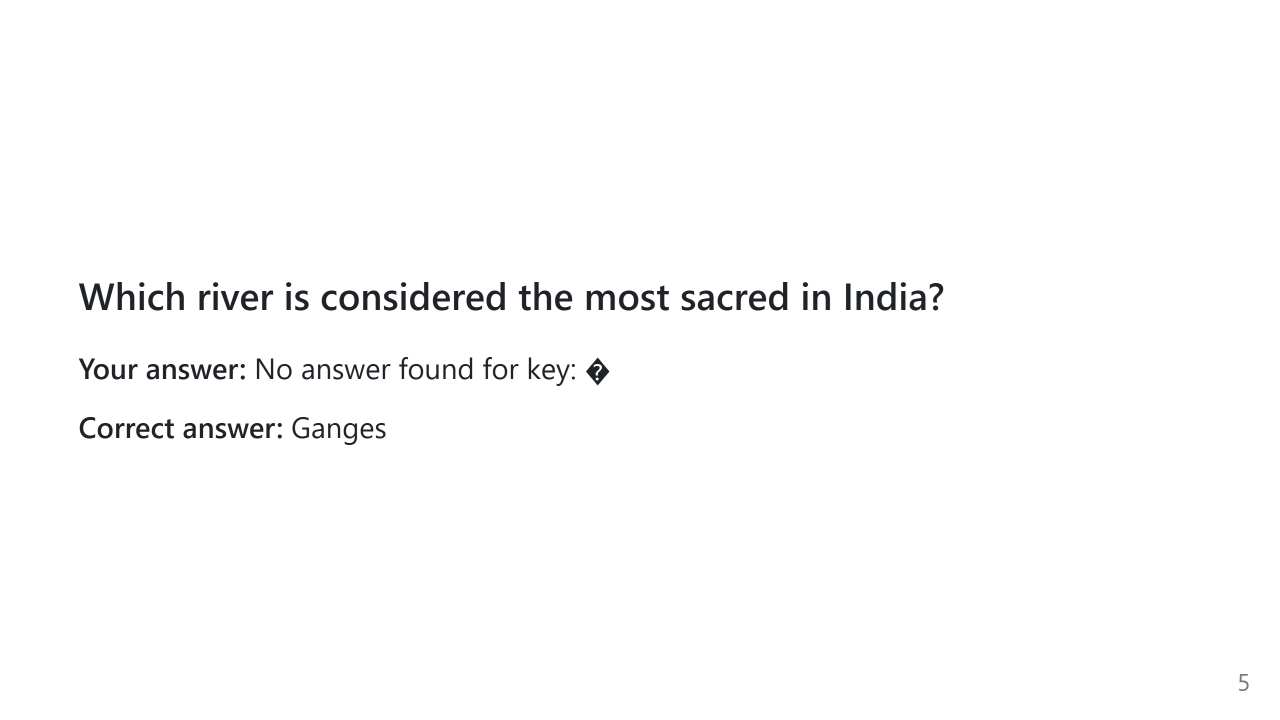 Which river is considered the most sacred in India?
Your answer: No answer found for key: �
Correct answer: Ganges
5